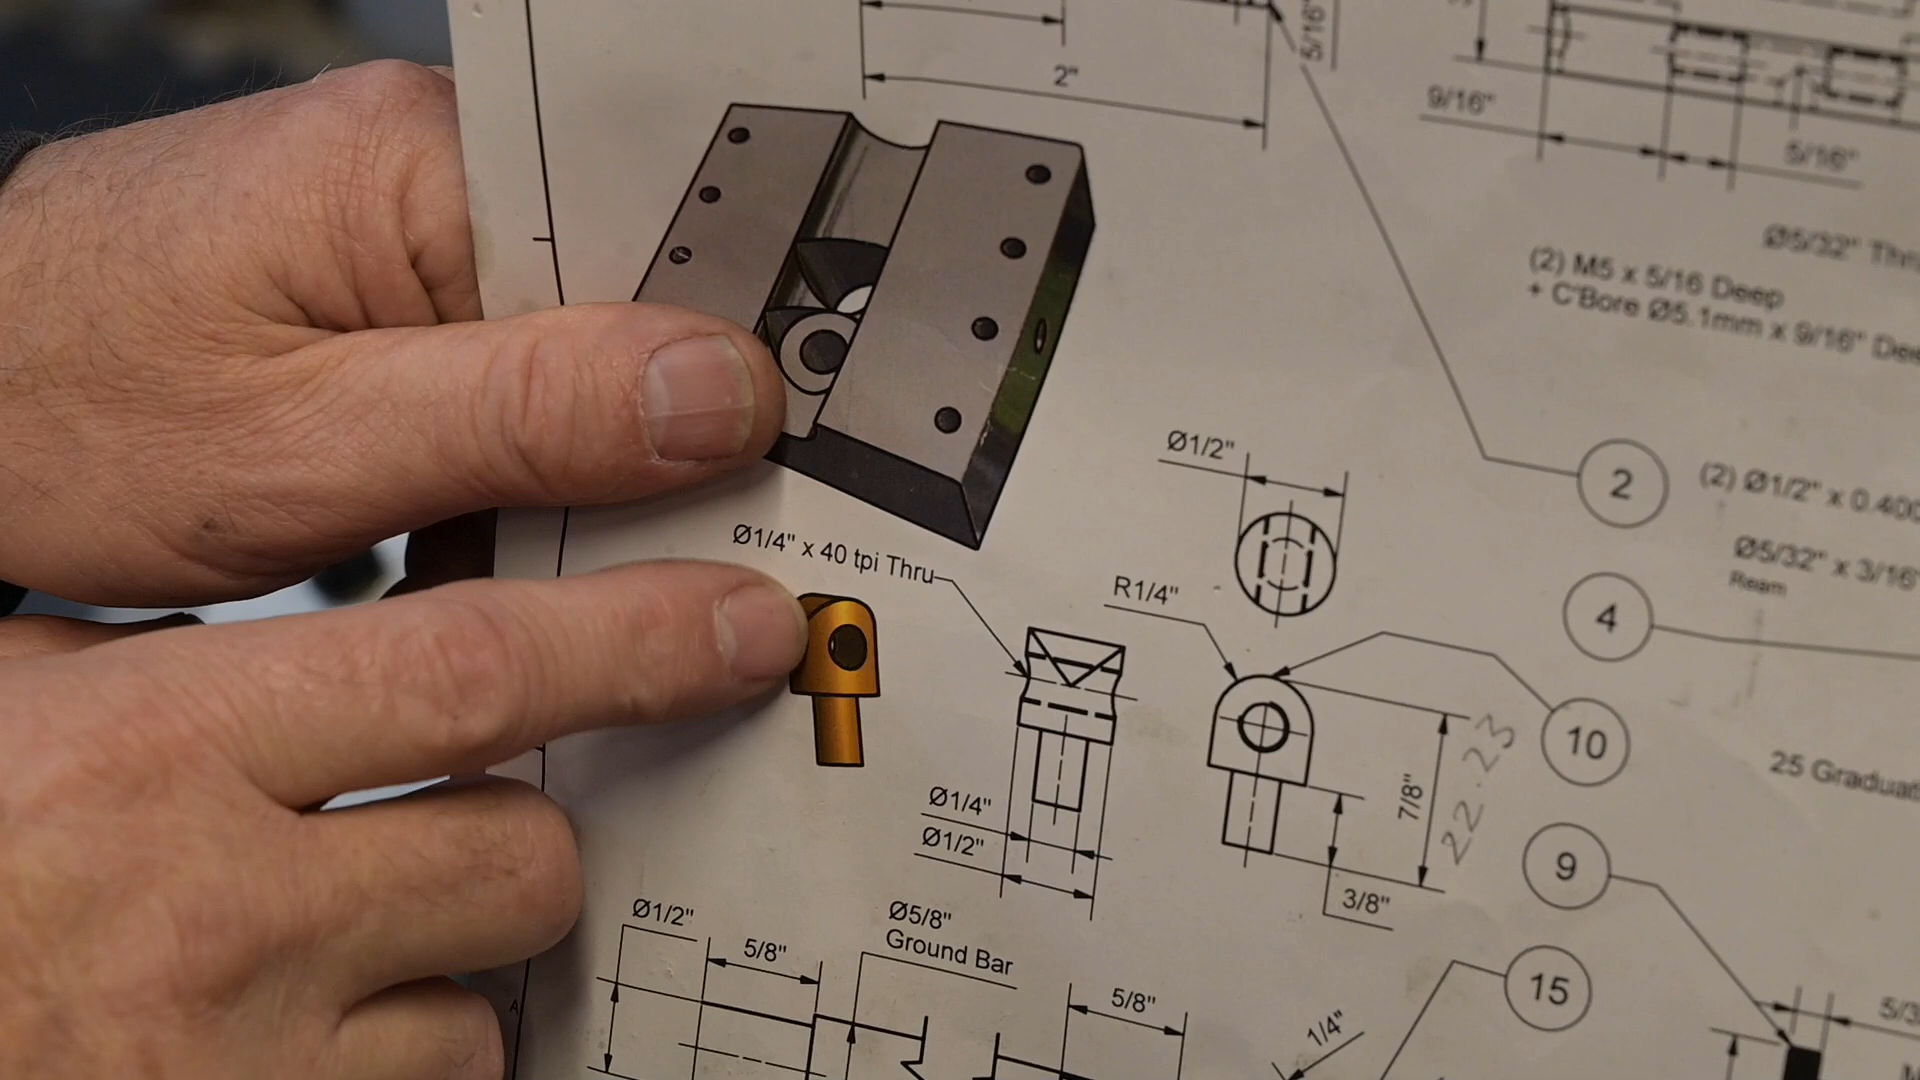 2"
5/16"
9/16"
5/16"
Ø5/32" Thru
(2) M5 x 5/16 Deep
+ C'Bore Ø5.1mm x 9/16" Dee
Ø1/2"
2
(2) Ø1/2" x 0.400
Ø1/4" x 40 tpi Thru
R1/4"
Ø5/32" x 3/16"
Ream
4
10
22.23
7/8"
25 Graduat
Ø1/4"
Ø1/2"
3/8"
9
Ø1/2"
5/8"
Ø5/8"
Ground Bar
5/8"
15
1/4"
A